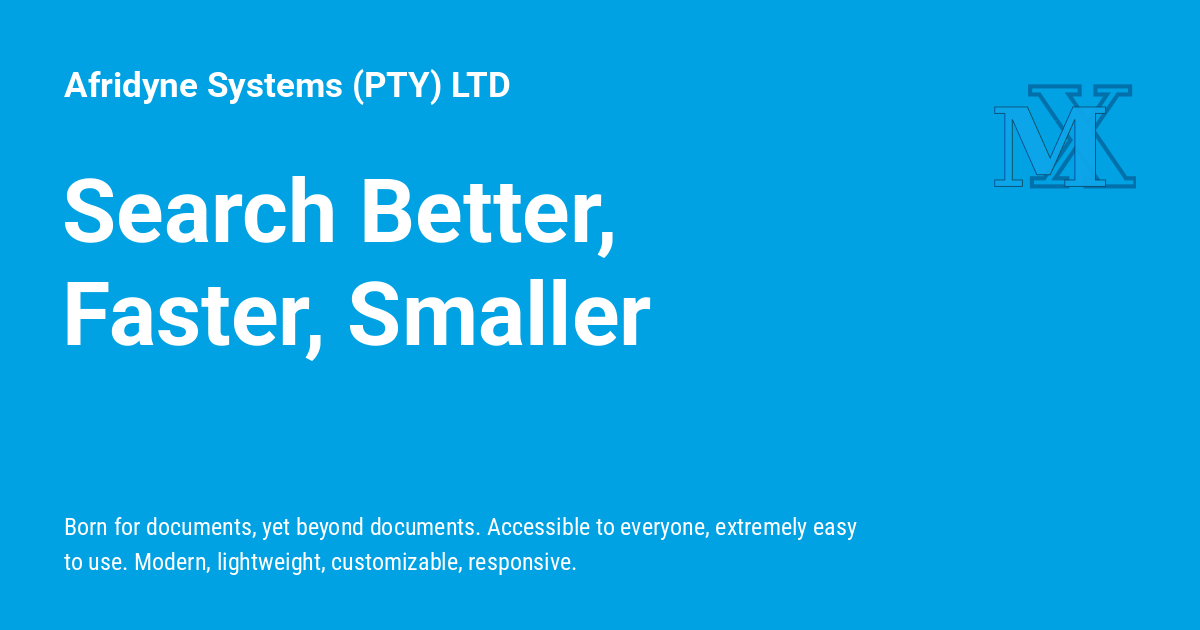 Afridyne Systems (PTY) LTD
MX
Search Better,
Faster, Smaller
Born for documents, yet beyond documents. Accessible to everyone, extremely easy
to use. Modern, lightweight, customizable, responsive.